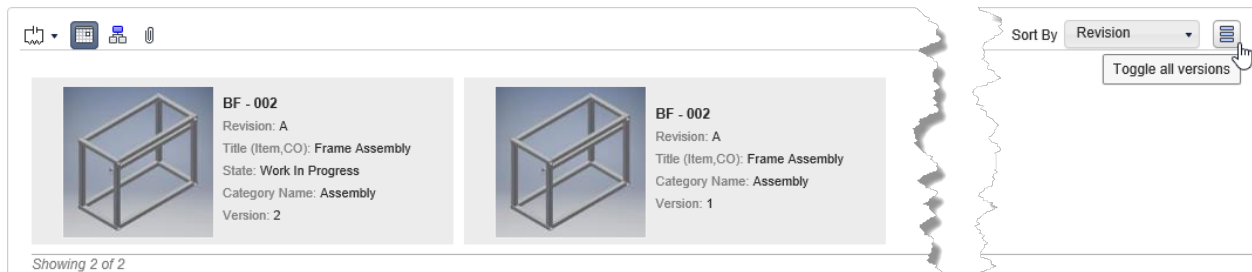 Sort By Revision
Toggle all versions
BF - 002
Revision: A
Title (Item,CO): Frame Assembly
State: Work In Progress
Category Name: Assembly
Version: 2
BF - 002
Revision: A
Title (Item,CO): Frame Assembly
Category Name: Assembly
Version: 1
Showing 2 of 2